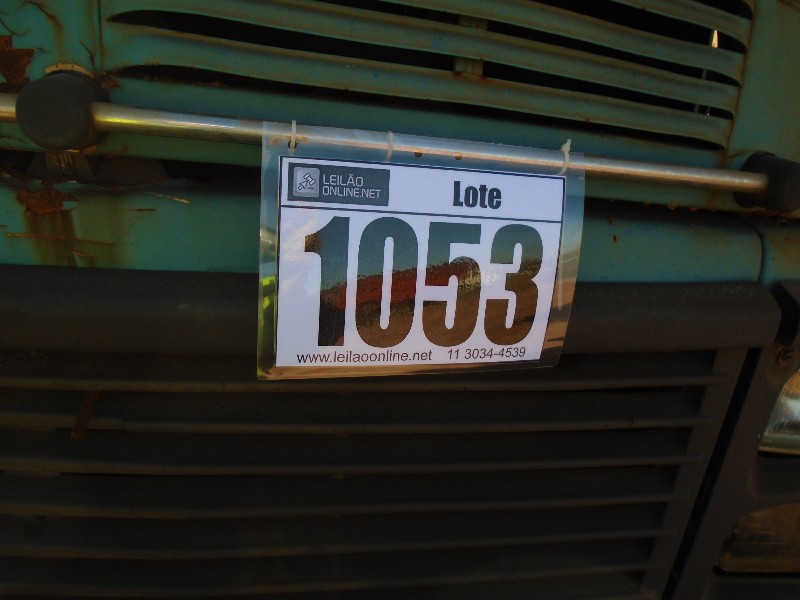 LEILÃO
ONLINE.NET
Lote
1053
www.leilaoonline.net 11 3034-4539